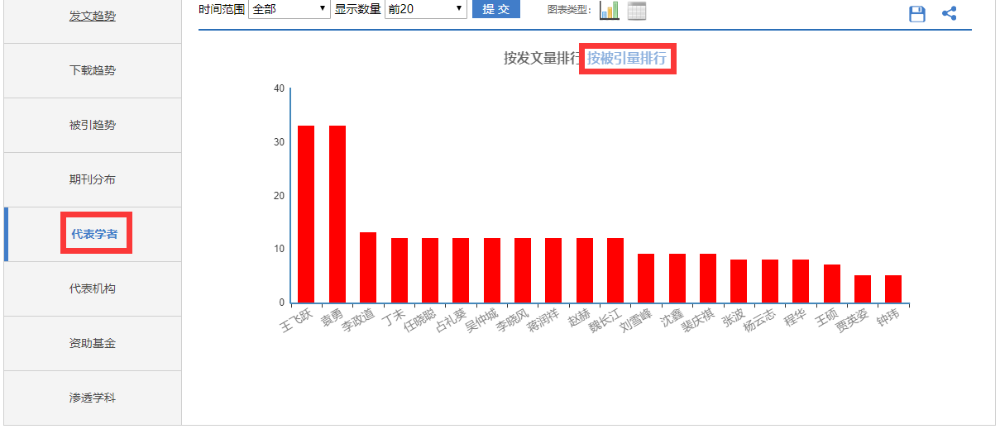 时间范围 全部 显示数量 前20 提 交 图表类型：
发文趋势
下载趋势
被引趋势
期刊分布
代表学者
代表机构
资助基金
渗透学科
按发文量排行 按被引量排行
40
30
20
10
0
王飞跃 袁勇 李政道 丁未 任晓聪 占礼葵 吴仲城 李晓风 蒋润祥 赵赫 魏长江 刘雪峰 沈鑫 裴庆祺 张波 杨云志 程华 王硕 贾英姿 钟玮